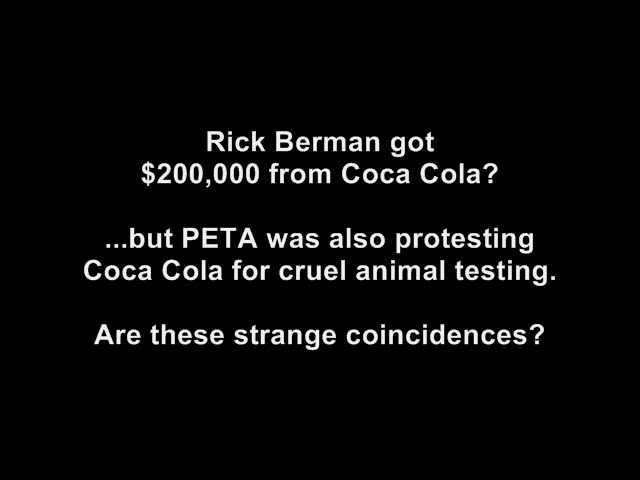 Rick Berman got
$200,000 from Coca Cola?
...but PETA was also protesting
Coca Cola for cruel animal testing.
Are these strange coincidences?